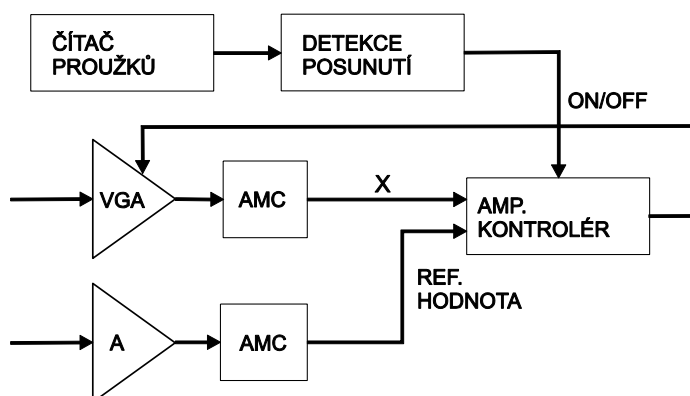 ČÍTAČ
PROUŽKŮ
DETEKCE
POSUNUTÍ
ON/OFF
VGA
AMC
X
AMP.
KONTROLÉR
REF.
HODNOTA
A
AMC